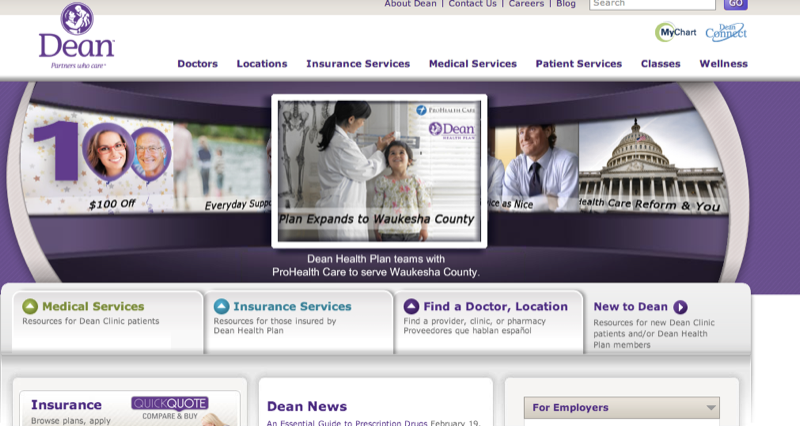 About Dean | Contact Us | Careers | Blog
Search
GO
Dean
Partners who care
MyChart
Dean Connect
Doctors Locations Insurance Services Medical Services Patient Services Classes Wellness
100
$100 Off
Everyday Suppo
PROHEALTH CARE
Dean
HEALTH PLAN
Plan Expands to Waukesha County
ice as Nice
Health Care Reform & You
Dean Health Plan teams with
ProHealth Care to serve Waukesha County.
Medical Services
Resources for Dean Clinic patients
Insurance Services
Resources for those insured by
Dean Health Plan
Find a Doctor, Location
Find a provider, clinic, or pharmacy
Proveedores que hablan español
New to Dean
Resources for new Dean Clinic
patients and/or Dean Health
Plan members
Insurance
QUICKQUOTE
COMPARE & BUY
Browse plans, apply
Dean News
An Essential Guide to Prescription Drugs February 19,
For Employers